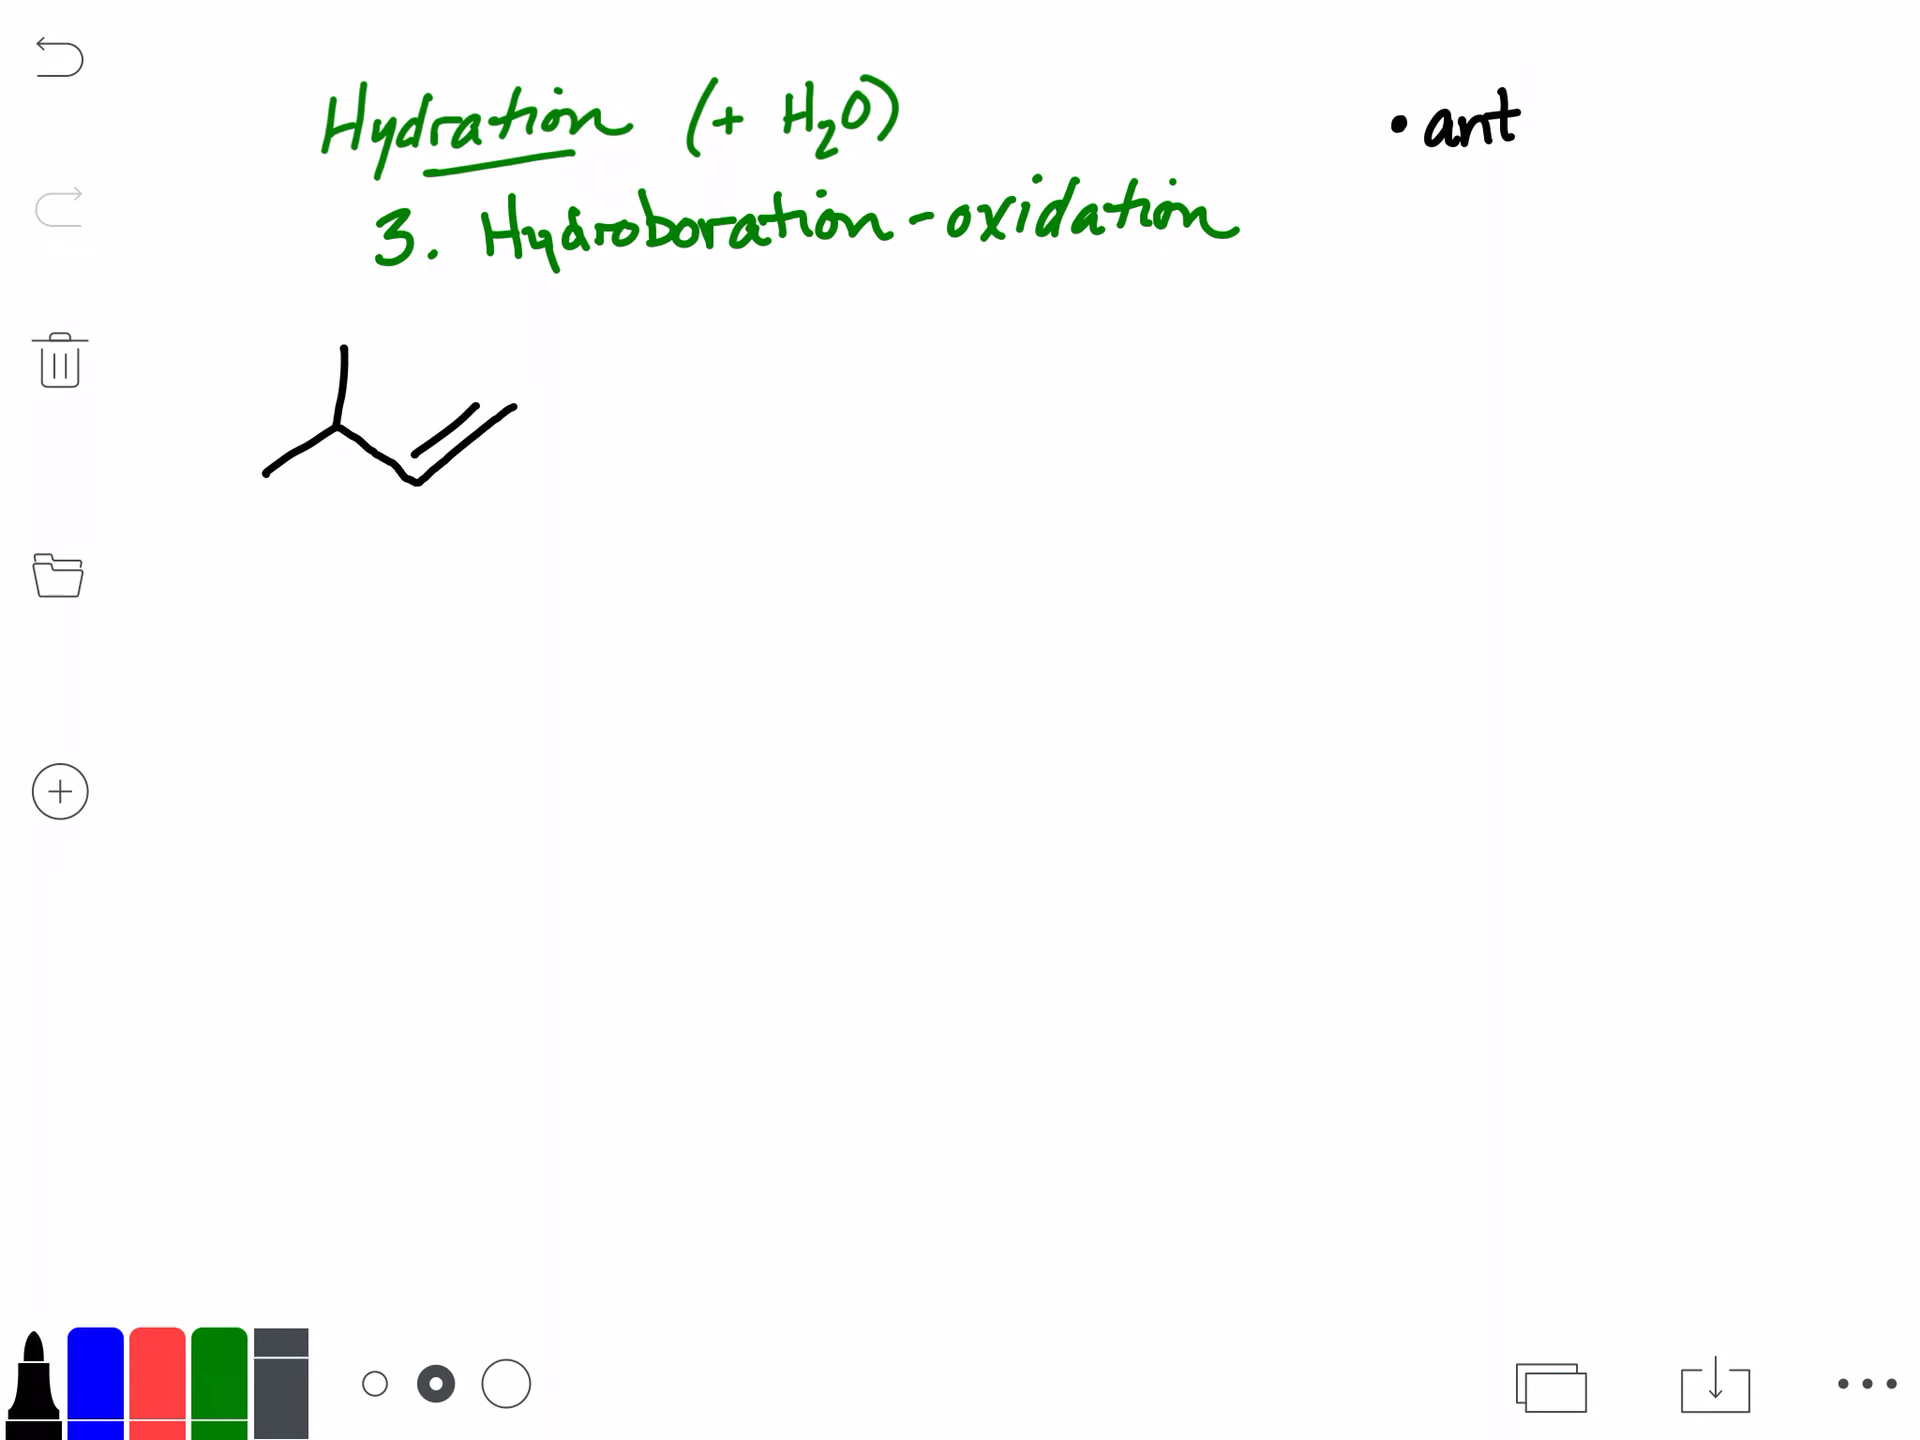 Hydration (+ H₂O)
• ant
3. Hydroboration-oxidation